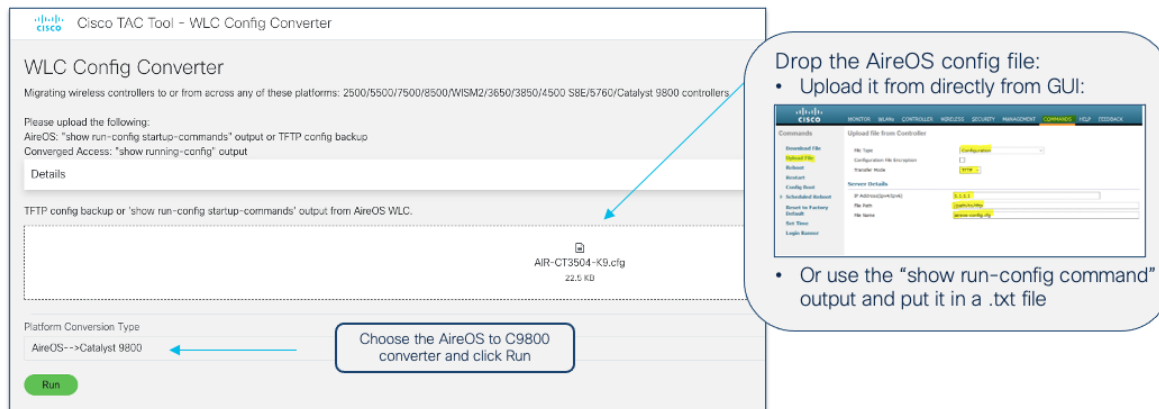 CISCO
Cisco TAC Tool - WLC Config Converter
WLC Config Converter
Migrating wireless controllers to or from across any of these platforms: 2500/5500/7500/8500/WISM2/3650/3850/4500 S8E/5760/Catalyst 9800 controllers
Please upload the following:
AireOS: "show run-config startup-commands" output or TFTP config backup
Converged Access: "show running-config" output
Details
TFTP config backup or 'show run-config startup-commands' output from AireOS WLC.
AIR-CT3504-K9.cfg
22.5 KB
Platform Conversion Type
AireOS-->Catalyst 9800
Choose the AireOS to C9800
converter and click Run
Run
Drop the AireOS config file:
• Upload it from directly from GUI:
CISCO
MONITOR WLANs CONTROLLER WIRELESS SECURITY MANAGEMENT COMMANDS HELP FEEDBACK
Commands
Upload file from Controller
Download File
Upload File
Reboot
Restart
Config Boot
Scheduled Reboot
Reset to Factory
Default
Set Time
Login Banner
File Type
Configuration
Configuration File Encryption
Transfer Mode
TFTP
Server Details
IP Address(Ipv4/Ipv6)
File Path
File Name
• Or use the “show run-config command”
output and put it in a .txt file